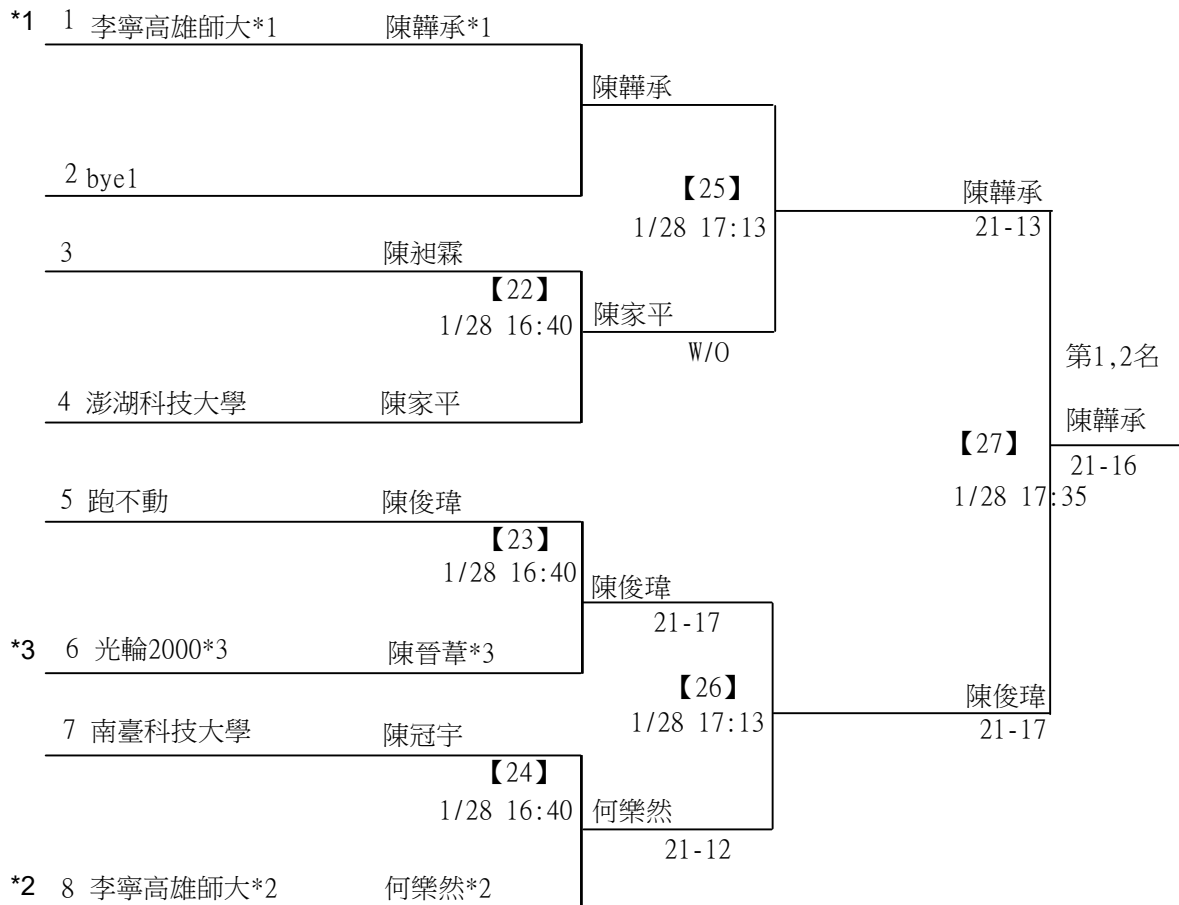 *1 1 李寧高雄師大*1 陳韡承*1
陳韡承
2 bye1
【25】
1/28 17:13
陳韡承
21-13
3 陳昶霖
【22】
1/28 16:40
陳家平
W/O
4 澎湖科技大學 陳家平
第1,2名
陳韡承
【27】
21-16
1/28 17:35
5 跑不動 陳俊瑋
【23】
1/28 16:40
陳俊瑋
21-17
*3 6 光輪2000*3 陳晉葦*3
【26】
1/28 17:13
陳俊瑋
21-17
7 南臺科技大學 陳冠宇
【24】
1/28 16:40
何樂然
21-12
*2 8 李寧高雄師大*2 何樂然*2